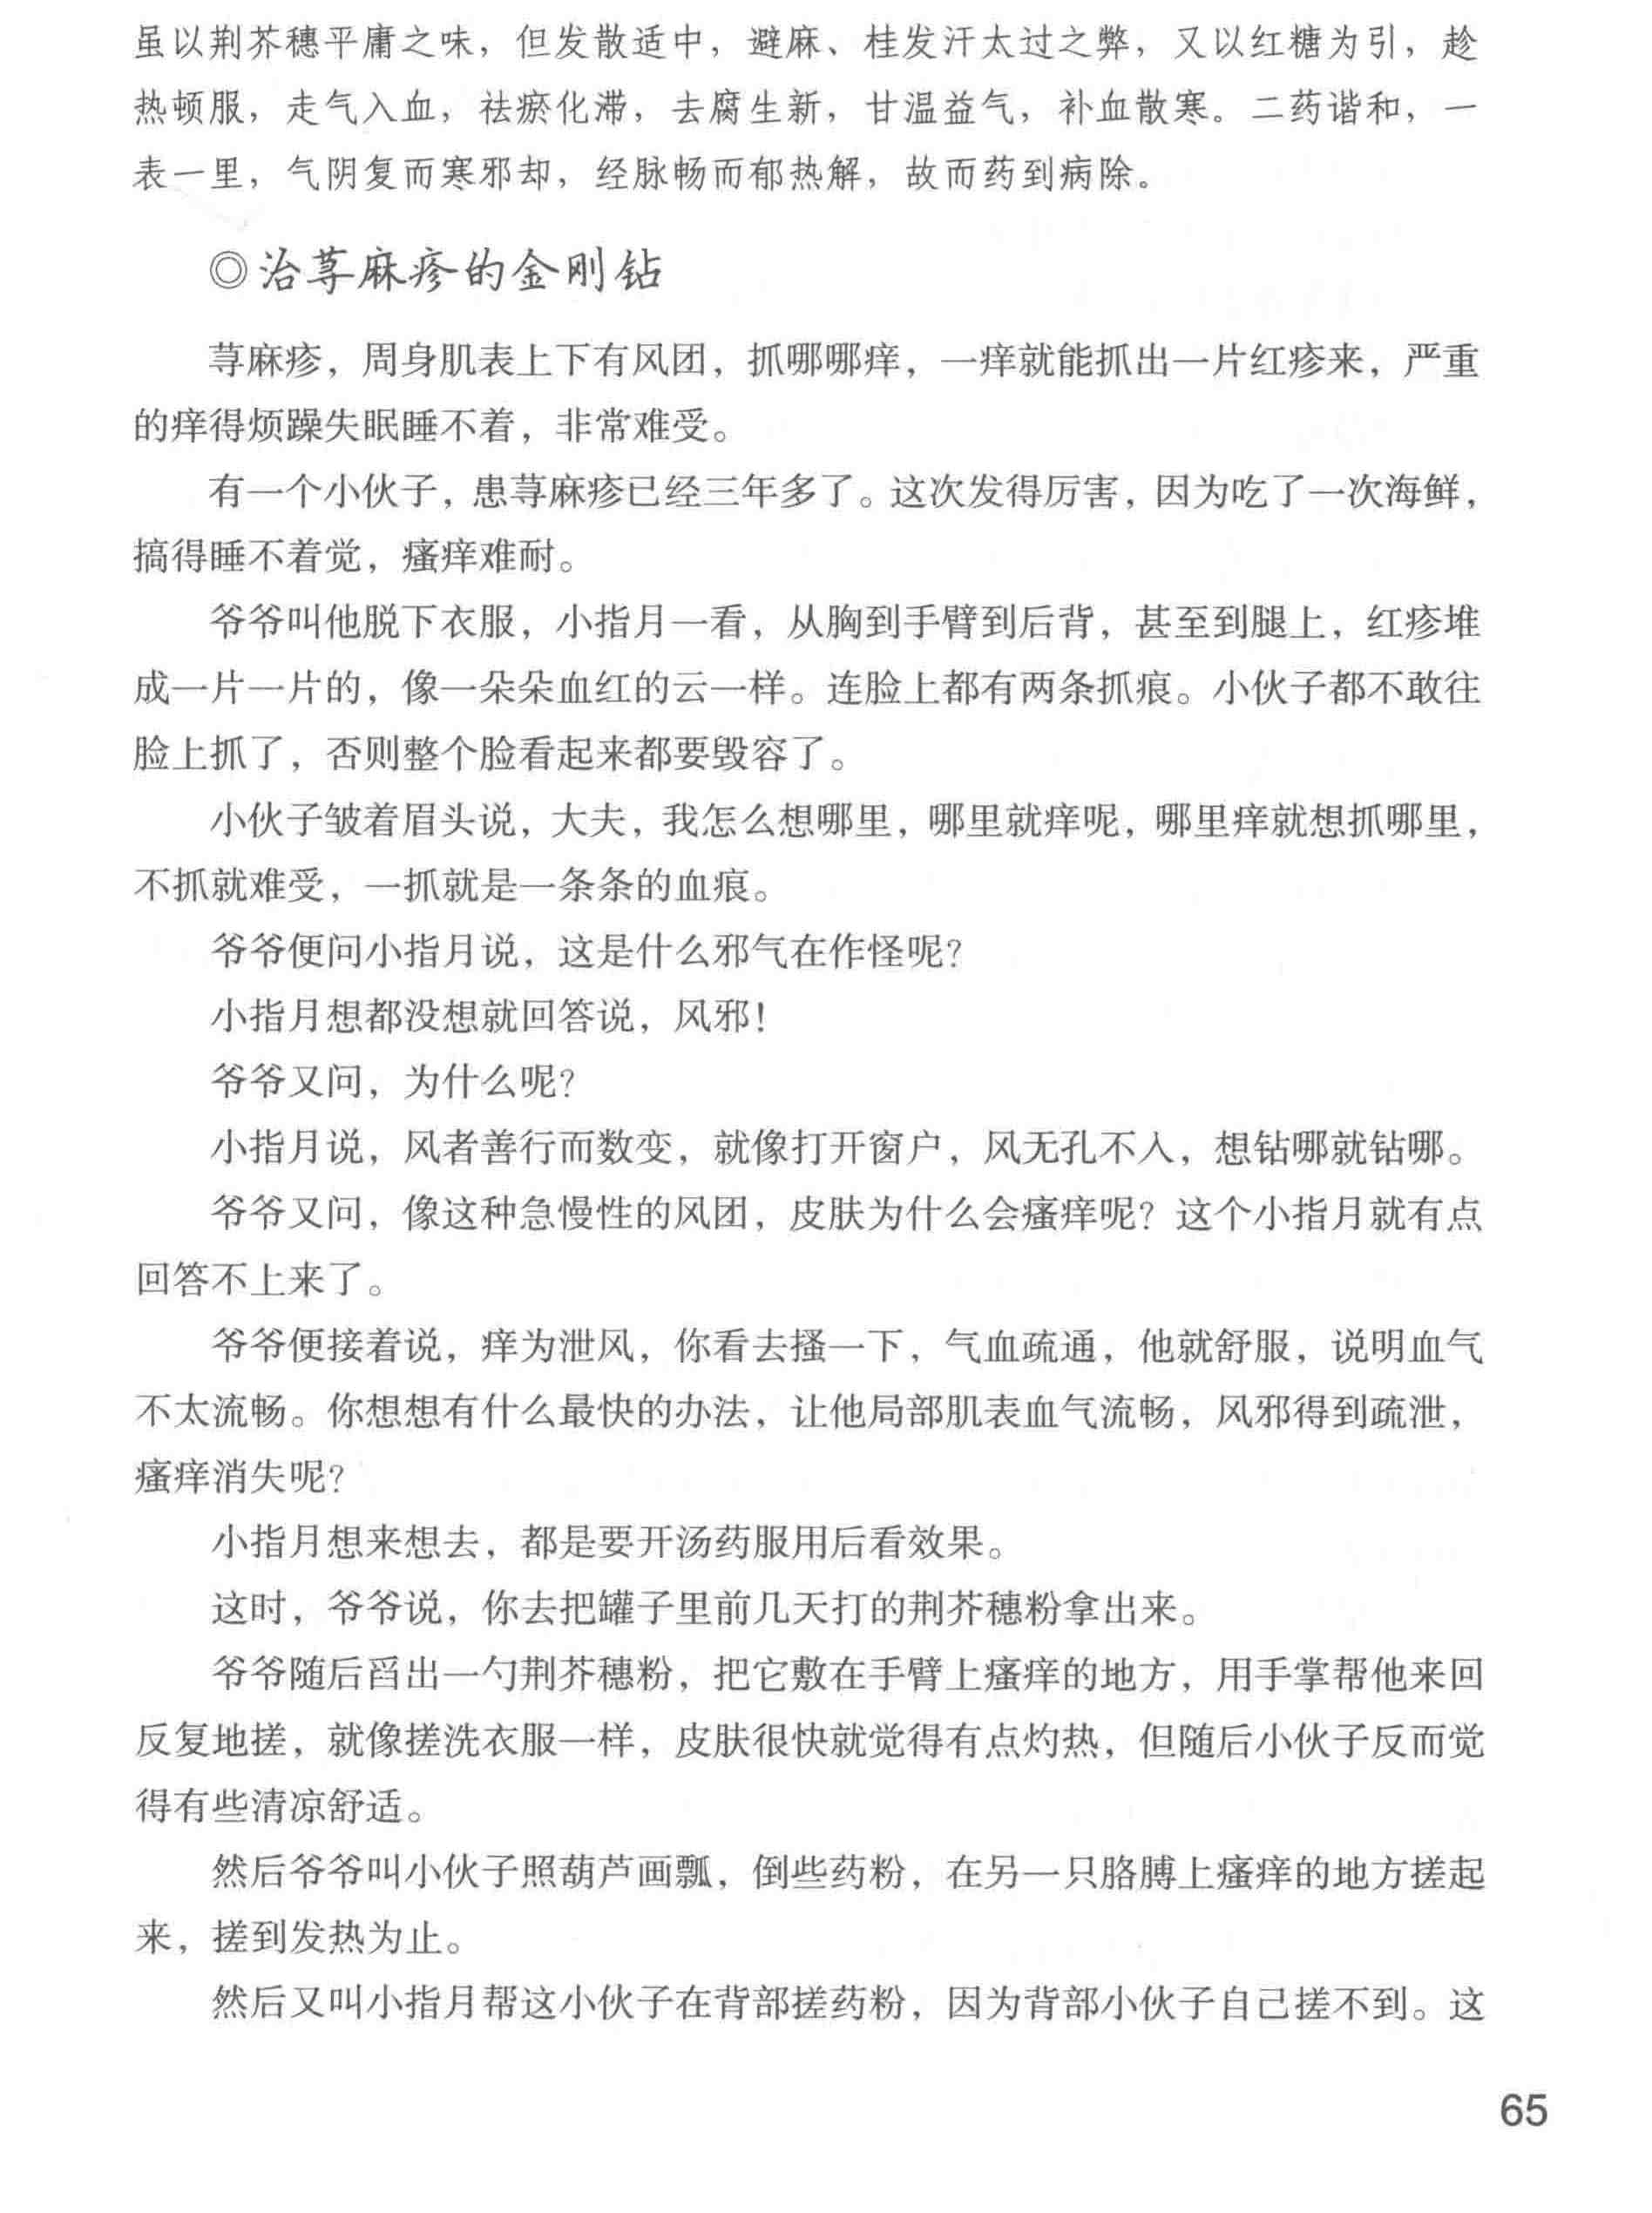 虽以荆芥穗平庸之味，但发散适中，避麻、桂发汗太过之弊，又以红糖为引，趁
热顿服，走气入血，祛瘀化滞，去腐生新，甘温益气，补血散寒。二药谐和，一
表一里，气阴复而寒邪却，经脉畅而郁热解，故而药到病除。
◎治荨麻疹的金刚钻
荨麻疹，周身肌表上下有风团，抓哪哪痒，一痒就能抓出一片红疹来，严重
的痒得烦躁失眠睡不着，非常难受。
有一个小伙子，患荨麻疹已经三年多了。这次发得厉害，因为吃了一次海鲜，
搞得睡不着觉，瘙痒难耐。
爷爷叫他脱下衣服，小指月一看，从胸到手臂到后背，甚至到腿上，红疹堆
成一片一片的，像一朵朵血红的云一样。连脸上都有两条抓痕。小伙子都不敢往
脸上抓了，否则整个脸看起来都要毁容了。
小伙子皱着眉头说，大夫，我怎么想哪里，哪里就痒呢，哪里痒就想抓哪里，
不抓就难受，一抓就是一条条的血痕。
爷爷便问小指月说，这是什么邪气在作怪呢？
小指月想都没想就回答说，风邪！
爷爷又问，为什么呢？
小指月说，风者善行而数变，就像打开窗户，风无孔不入，想钻哪就钻哪。
爷爷又问，像这种急慢性的风团，皮肤为什么会瘙痒呢？这个小指月就有点
回答不上来了。
爷爷便接着说，痒为泄风，你看去搔一下，气血疏通，他就舒服，说明血气
不太流畅。你想想有什么最快的办法，让他局部肌表血气流畅，风邪得到疏泄，
瘙痒消失呢？
小指月想来想去，都是要开汤药服用后看效果。
这时，爷爷说，你去把罐子里前几天打的荆芥穗粉拿出来。
爷爷随后舀出一勺荆芥穗粉，把它敷在手臂上瘙痒的地方，用手掌帮他来回
反复地搓，就像搓洗衣服一样，皮肤很快就觉得有点灼热，但随后小伙子反而觉
得有些清凉舒适。
然后爷爷叫小伙子照葫芦画瓢，倒些药粉，在另一只胳膊上瘙痒的地方搓起
来，搓到发热为止。
然后又叫小指月帮这小伙子在背部搓药粉，因为背部小伙子自己搓不到。这
65